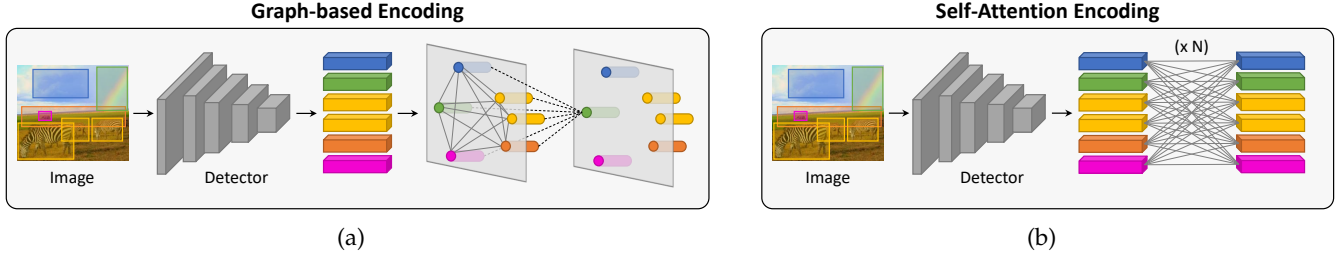 Graph-based Encoding
Image
Detector
(a)
Self-Attention Encoding
(x N)
Image
Detector
(b)